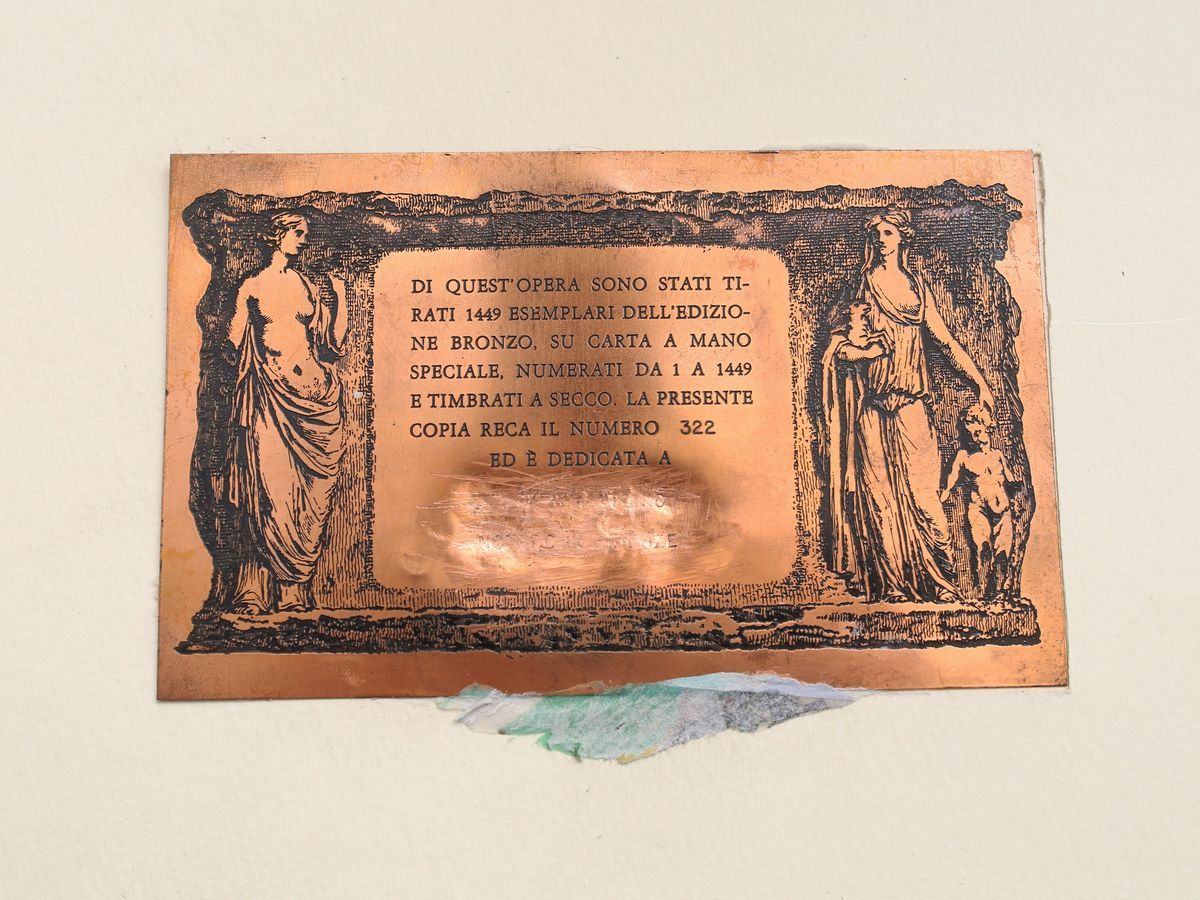 DI QUEST'OPERA SONO STATI TI-
RATI 1449 ESEMPLARI DELL'EDIZIO-
NE BRONZO, SU CARTA A MANO
SPECIALE, NUMERATI DA 1 A 1449
E TIMBRATI A SECCO. LA PRESENTE
COPIA RECA IL NUMERO 322
ED È DEDICATA A